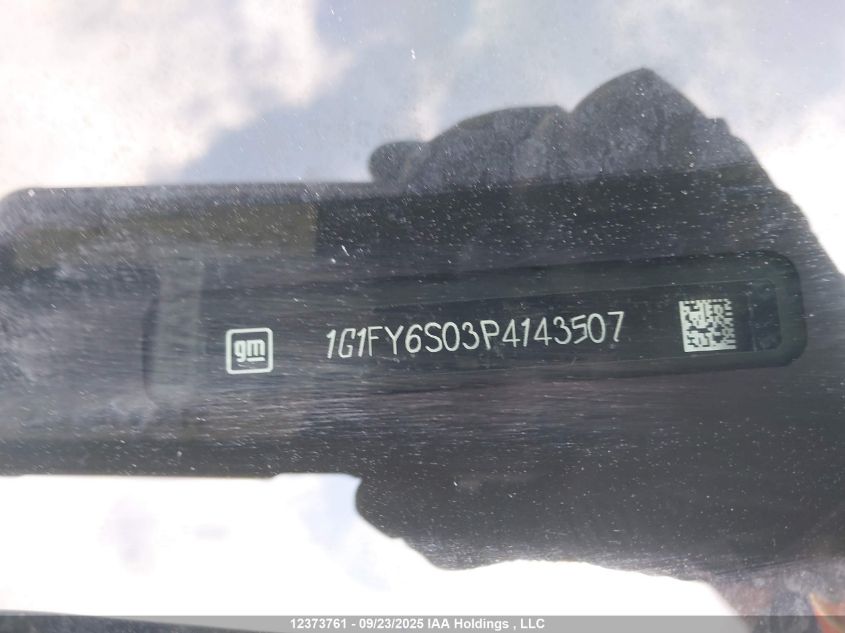 gm 1G1FY6S03P4143507
12373761 - 09/23/2025 IAA Holdings , LLC